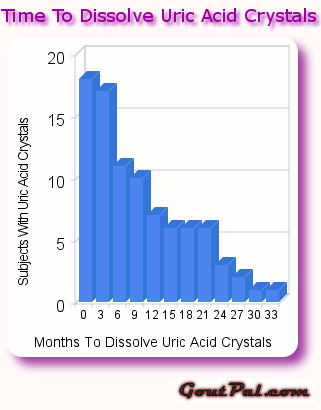 Time To Dissolve Uric Acid Crystals
Subjects With Uric Acid Crystals
20
15
10
5
0
0 3 6 9 12 15 18 21 24 27 30 33
Months To Dissolve Uric Acid Crystals
GoutPal.com